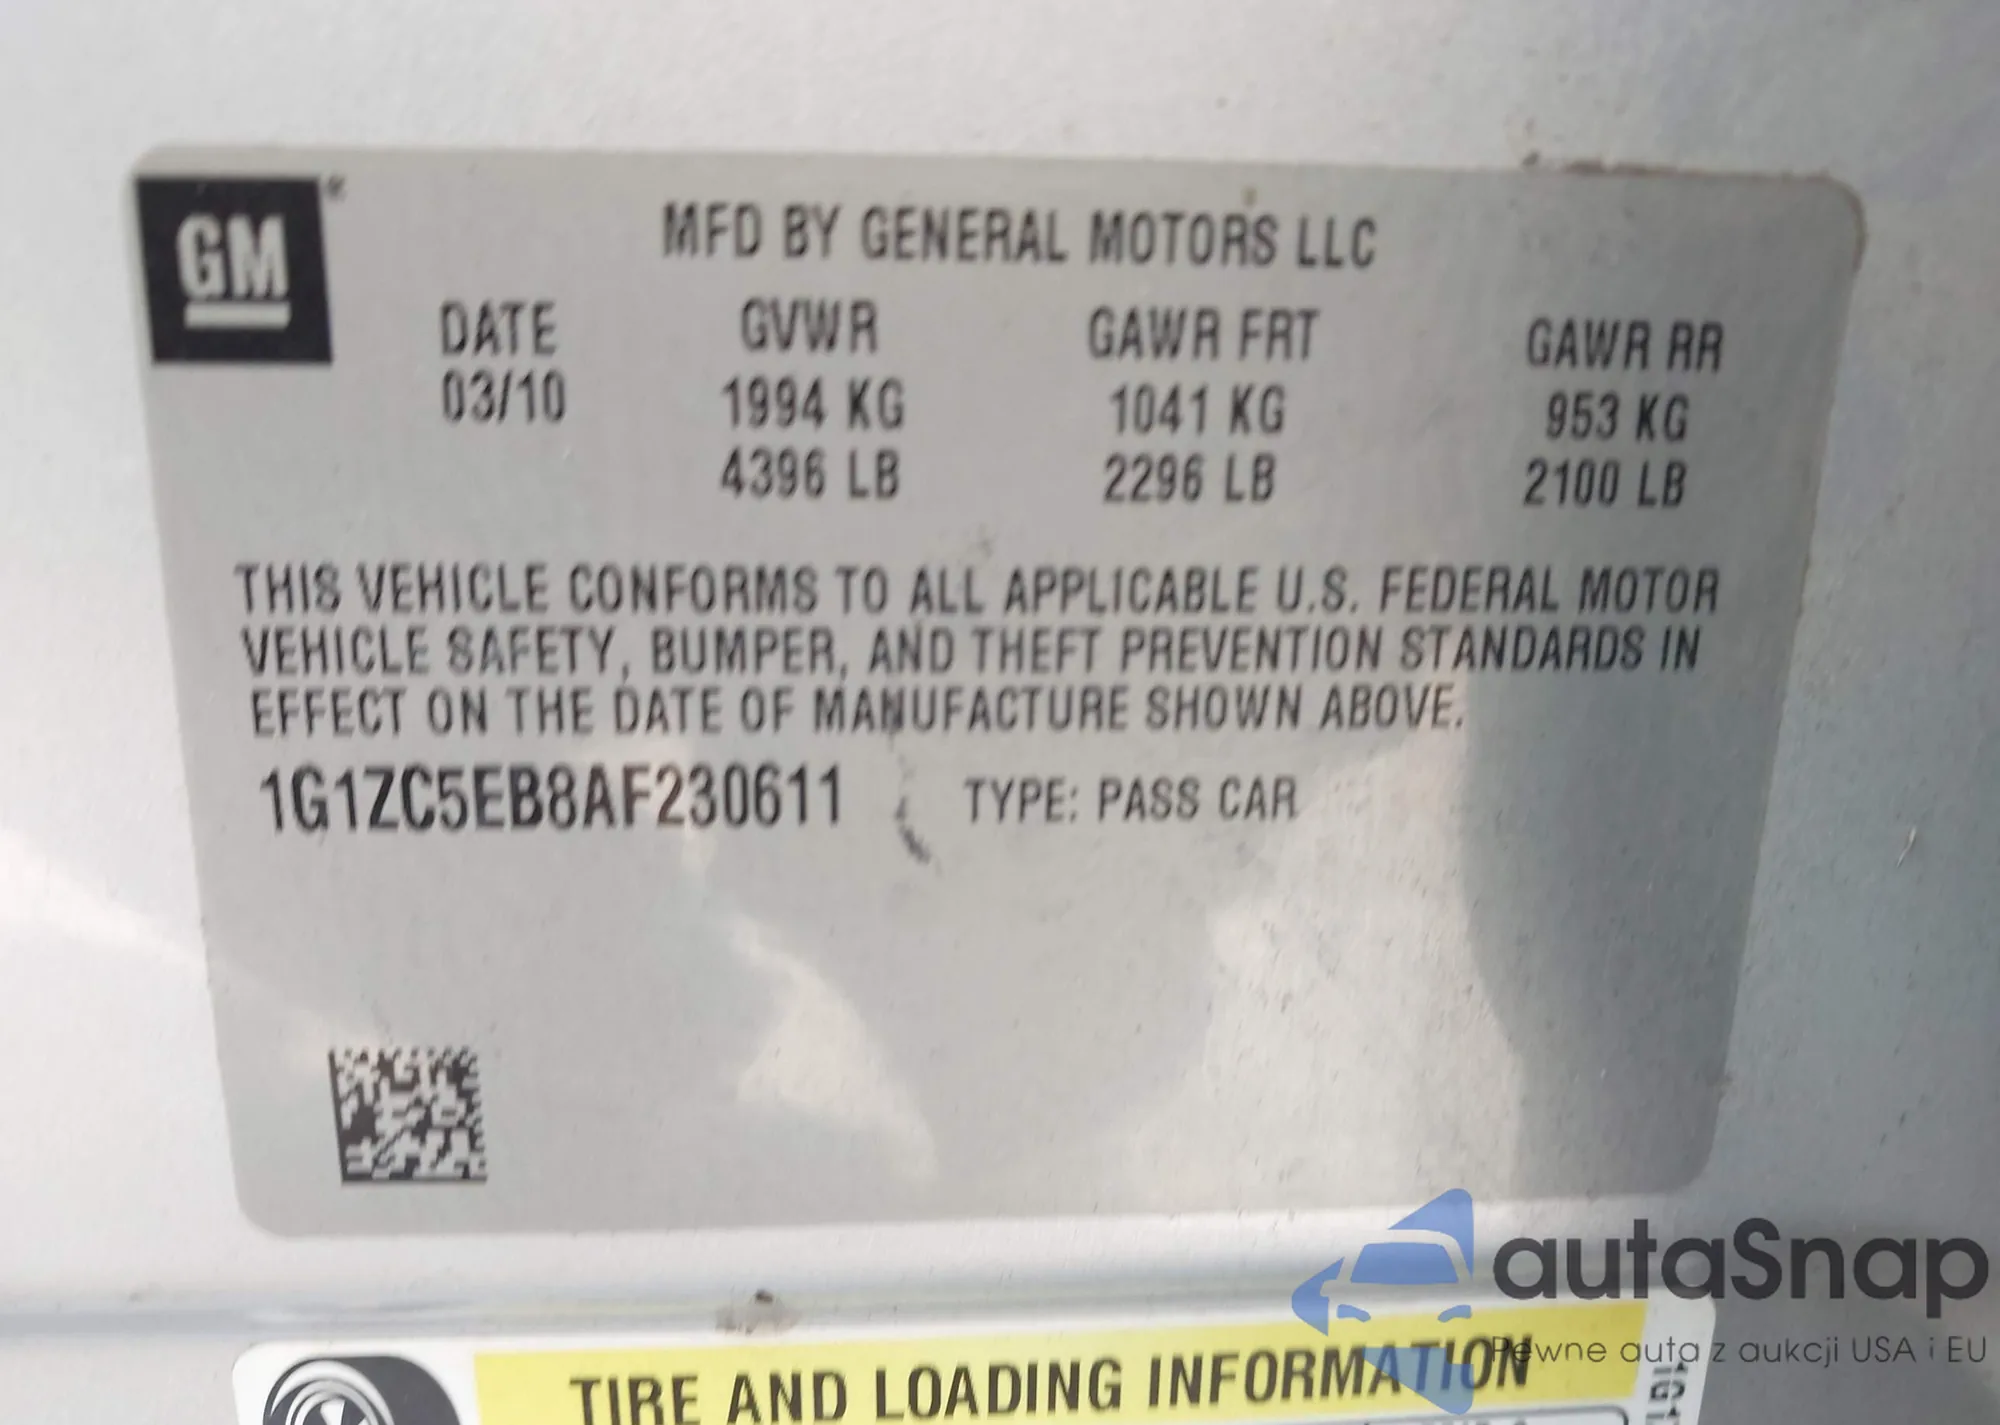 GM®
MFD BY GENERAL MOTORS LLC
DATE GVWR GAWR FRT GAWR RR
03/10 1994 KG 1041 KG 953 KG
4396 LB 2296 LB 2100 LB
THIS VEHICLE CONFORMS TO ALL APPLICABLE U.S. FEDERAL MOTOR
VEHICLE SAFETY, BUMPER, AND THEFT PREVENTION STANDARDS IN
EFFECT ON THE DATE OF MANUFACTURE SHOWN ABOVE.
1G1ZC5EB8AF230611 TYPE: PASS CAR
autaSnap
Pewne auta z aukcji USA i EU
TIRE AND LOADING INFORMATION